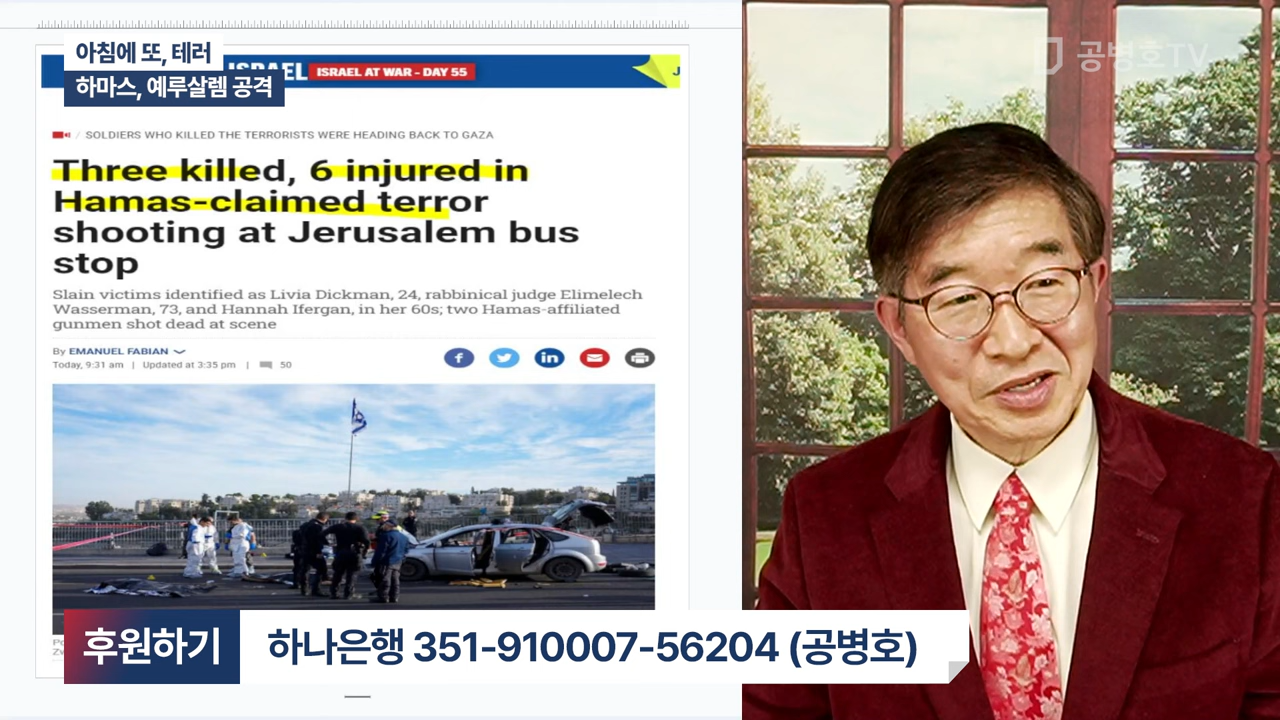 아침에 또, 테러
하마스, 예루살렘 공격
ISRAEL
ISRAEL AT WAR - DAY 55
J
SOLDIERS WHO KILLED THE TERRORISTS WERE HEADING BACK TO GAZA
Three killed, 6 injured in
Hamas-claimed terror
shooting at Jerusalem bus
stop
Slain victims identified as Livia Dickman, 24, rabbinical judge Elimelech
Wasserman, 73, and Hannah Ifergan, in her 60s; two Hamas-affiliated
gunmen shot dead at scene
By EMANUEL FABIAN
Today, 9:31 am | Updated at 3:35 pm | 50
공병호TV
후원하기
하나은행 351-910007-56204 (공병호)